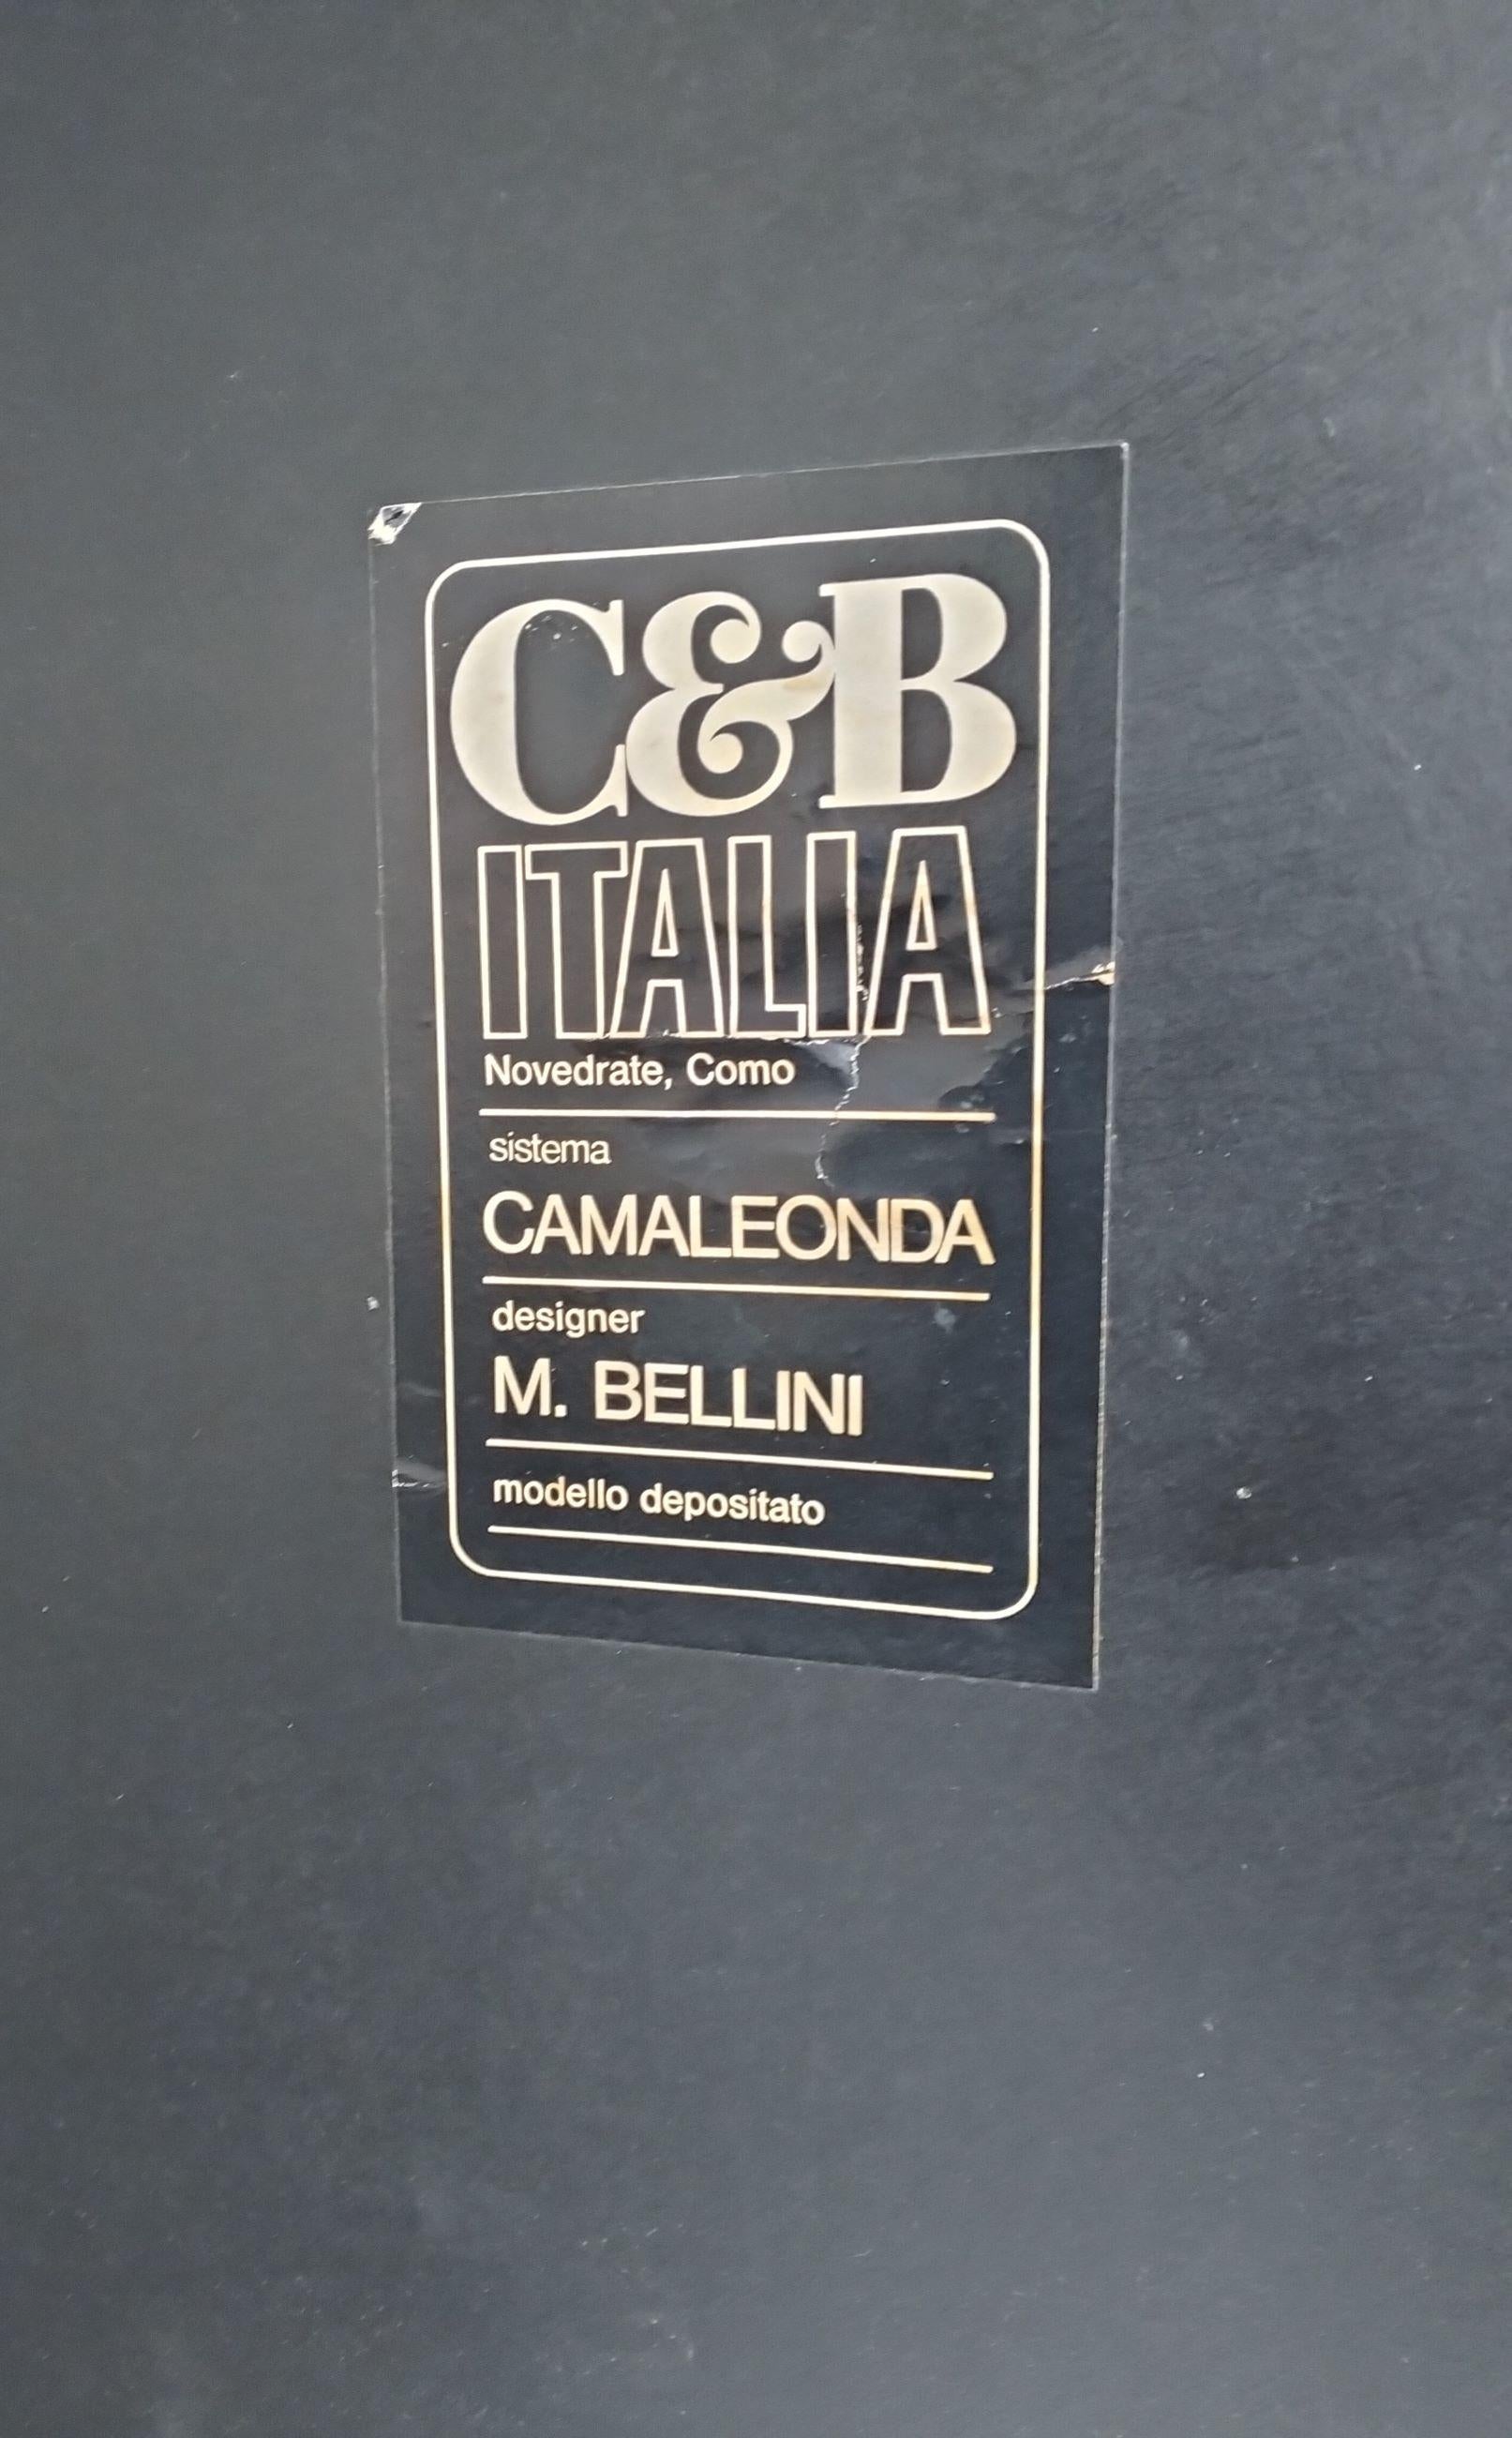 C&B
ITALIA
Novedrate, Como
sistema
CAMALEONDA
designer
M. BELLINI
modello depositato